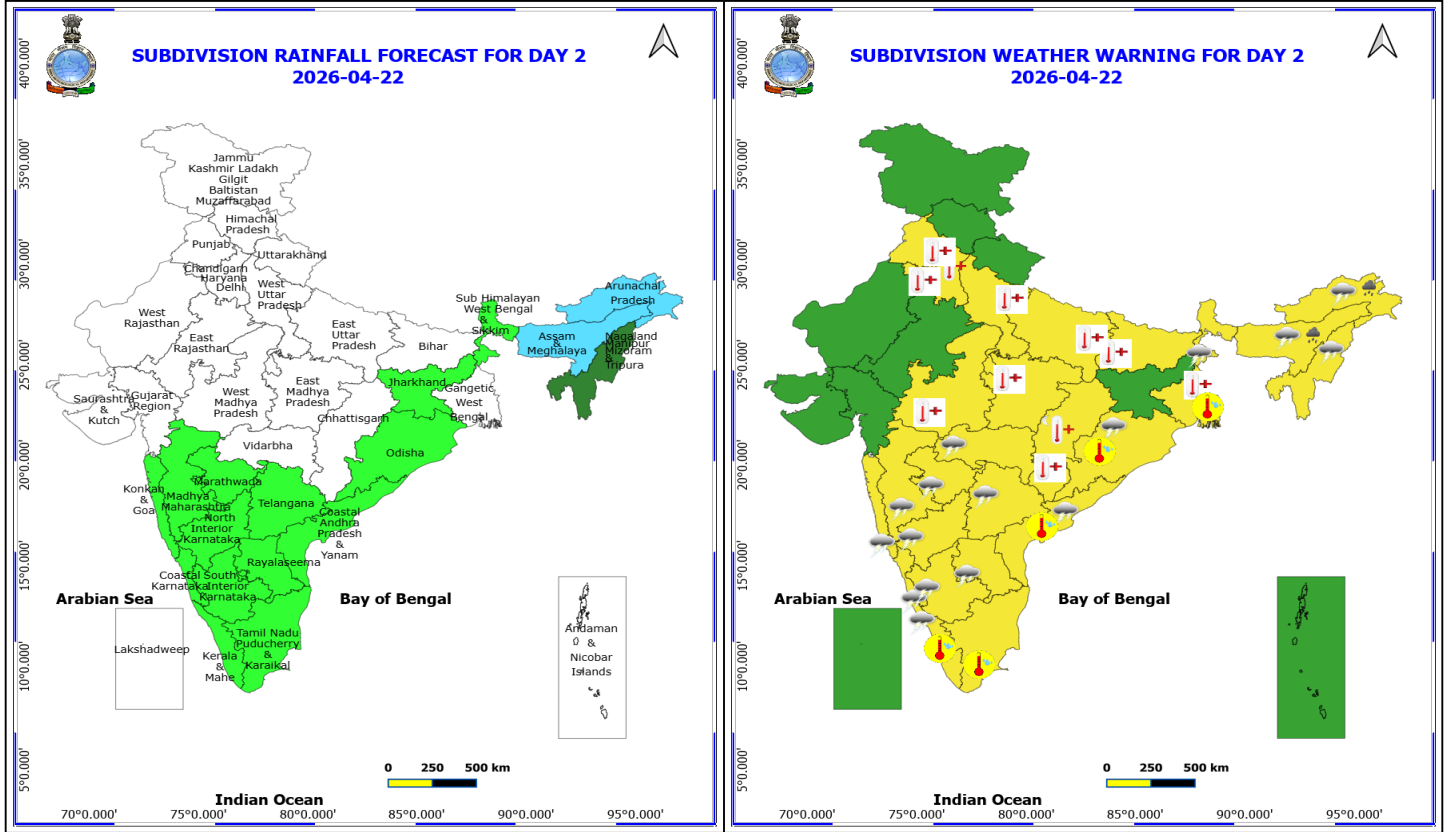 SUBDIVISION RAINFALL FORECAST FOR DAY 2
2026-04-22
40°0.000'
35°0.000'
30°0.000'
25°0.000'
20°0.000'
15°0.000'
10°0.000'
5°0.000'
Jammu
Kashmir Ladakh
Gilgit
Baltistan
Muzaffarabad
Himachal
Pradesh
Punjab
Uttarakhand
Chandigarh
Haryana
Delhi
West
Uttar
Pradesh
West
Rajasthan
East
Rajasthan
East
Uttar
Pradesh
Bihar
Sub Himalayan
West Bengal
&
Sikkim
Arunachal
Pradesh
Assam
&
Meghalaya
Nagaland
Manipur
Mizoram
&
Tripura
Saurashtra
&
Kutch
Gujarat
Region
West
Madhya
Pradesh
East
Madhya
Pradesh
Jharkhand
Gangetic
West
Bengal
Chhattisgarh
Vidarbha
Odisha
Konkan
&
Goa
Madhya
Maharashtra
Marathwada
Telangana
North
Interior
Karnataka
Coastal
Andhra
Pradesh
&
Yanam
Rayalaseema
Coastal
Karnataka
South
Interior
Karnataka
Tamil Nadu
Puducherry
&
Karaikal
Kerala
&
Mahe
Lakshadweep
Andaman
&
Nicobar
Islands
Arabian Sea
Bay of Bengal
Indian Ocean
0 250 500 km
70°0.000' 75°0.000' 80°0.000' 85°0.000' 90°0.000' 95°0.000'
SUBDIVISION WEATHER WARNING FOR DAY 2
2026-04-22
40°0.000'
35°0.000'
30°0.000'
25°0.000'
20°0.000'
15°0.000'
10°0.000'
5°0.000'
Arabian Sea
Bay of Bengal
Indian Ocean
0 250 500 km
70°0.000' 75°0.000' 80°0.000' 85°0.000' 90°0.000' 95°0.000'